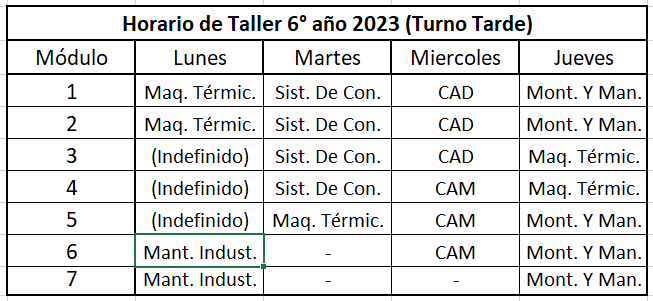 Horario de Taller 6° año 2023 (Turno Tarde)
Módulo Lunes Martes Miercoles Jueves
1 Maq. Térmic. Sist. De Con. CAD Mont. Y Man.
2 Maq. Térmic. Sist. De Con. CAD Mont. Y Man.
3 (Indefinido) Sist. De Con. CAD Maq. Térmic.
4 (Indefinido) Sist. De Con. CAM Maq. Térmic.
5 (Indefinido) Maq. Térmic. CAM Mont. Y Man.
6 Mant. Indust. - CAM Mont. Y Man.
7 Mant. Indust. - - Mont. Y Man.